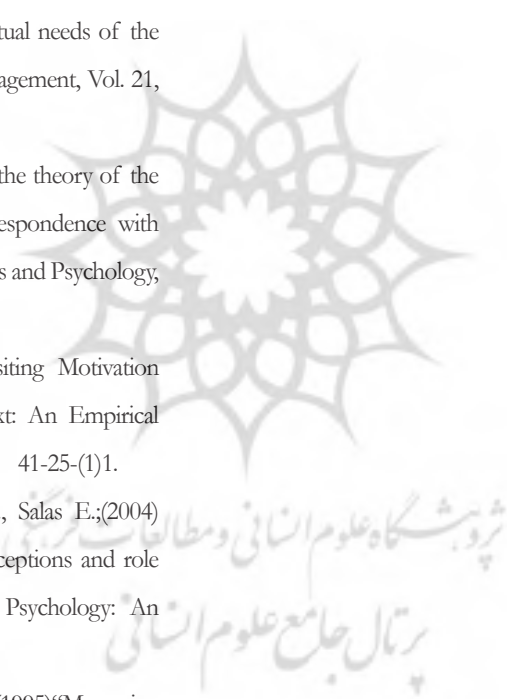 tual needs of the
agement, Vol. 21,
the theory of the
espondence with
s and Psychology,
siting Motivation
xt: An Empirical
41-25-(1)1.
., Salas E.;(2004)
ceptions and role
Psychology: An
پژوهشگاه علوم انسانی و مطالعات فرهنگی
پرتال جامع علوم انسانی